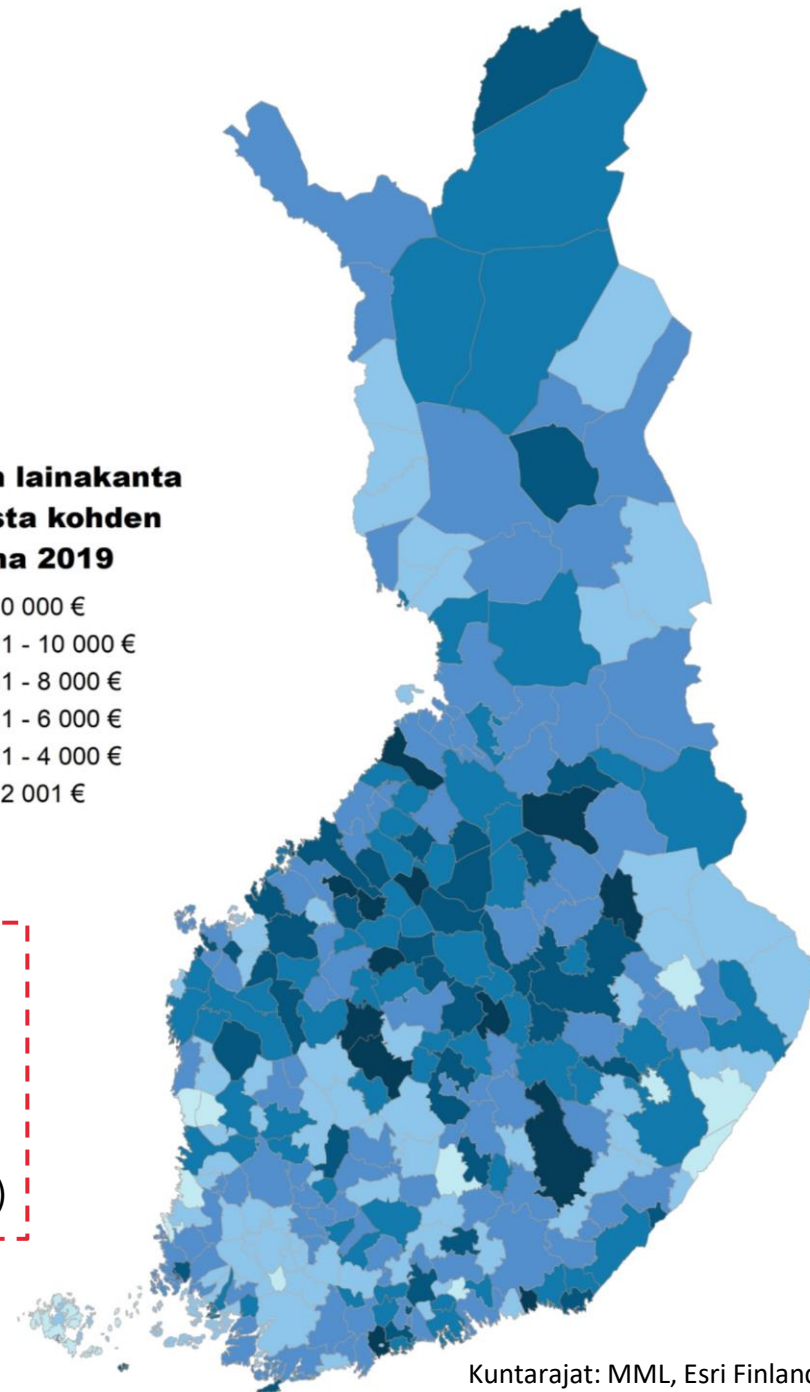 lainakanta
sta kohden
na 2019
0 000 €
1 - 10 000 €
1 - 8 000 €
1 - 6 000 €
1 - 4 000 €
2 001 €
)
Kuntarajat: MML, Esri Finland